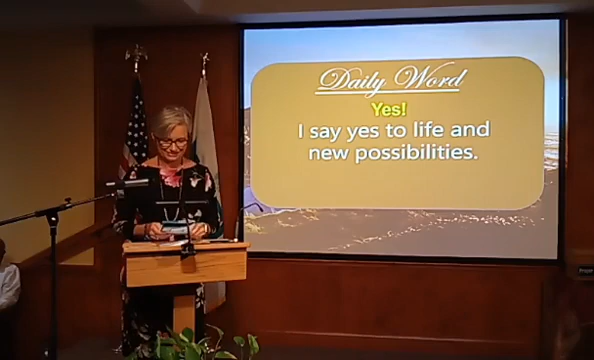 Daily Word
Yes!
I say yes to life and
new possibilities.